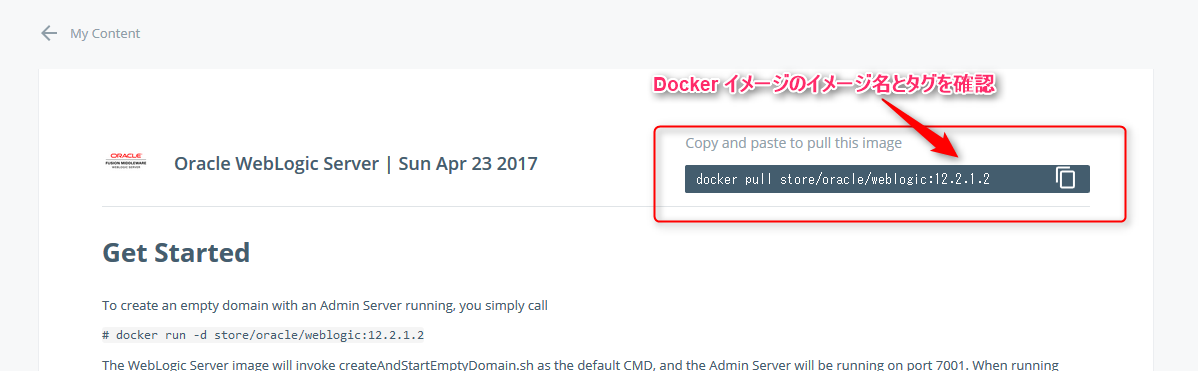 My Content
Docker イメージのイメージ名とタグを確認
Copy and paste to pull this image
ORACLE
FUSION MIDDLEWARE
WEBLOGIC SERVER
Oracle WebLogic Server | Sun Apr 23 2017
docker pull store/oracle/weblogic:12.2.1.2
Get Started
To create an empty domain with an Admin Server running, you simply call
# docker run -d store/oracle/weblogic:12.2.1.2
The WebLogic Server image will invoke createAndStartEmptyDomain.sh as the default CMD, and the Admin Server will be running on port 7001. When running